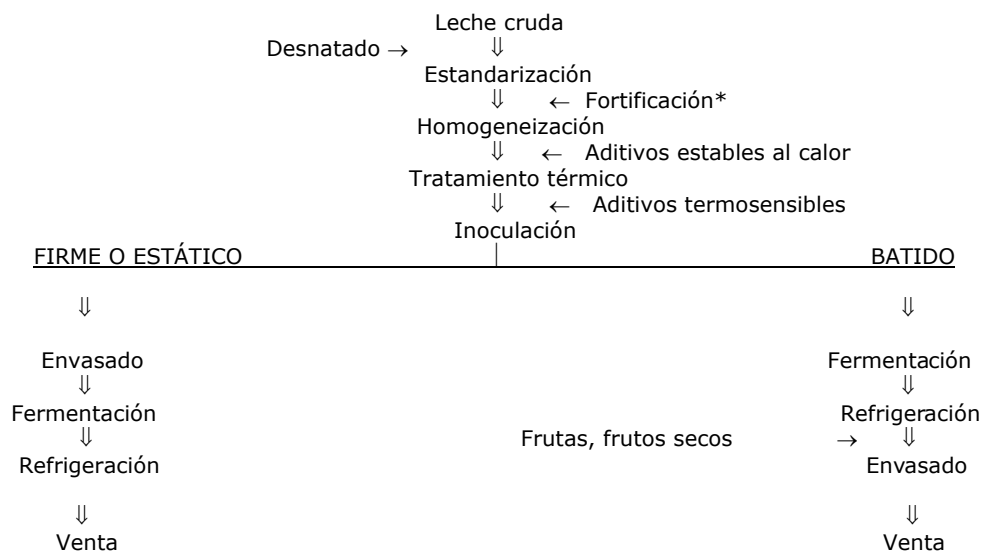 Leche cruda
Desnatado → ⇓
Estandarización
⇓ ← Fortificación*
Homogeneización
⇓ ← Aditivos estables al calor
Tratamiento térmico
⇓ ← Aditivos termosensibles
Inoculación
FIRME O ESTÁTICO | BATIDO
⇓ ⇓
Envasado Fermentación
⇓ ⇓
Fermentación Refrigeración
⇓ Frutas, frutos secos → ⇓
Refrigeración Envasado
⇓ ⇓
Venta Venta